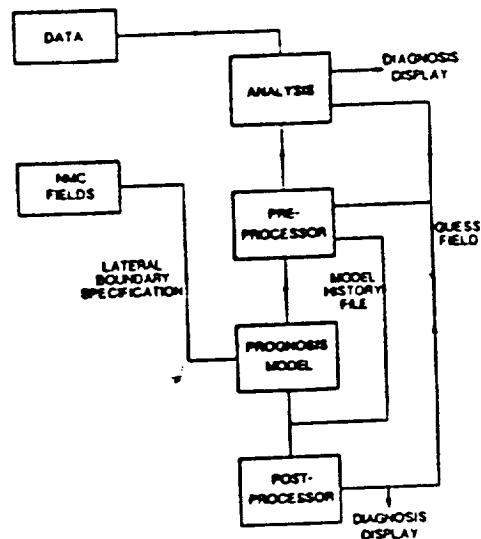 DATA
ANALYSIS
DIAGNOSIS
DISPLAY
NMC
FIELDS
PRE-
PROCESSOR
GUESS
FIELD
LATERAL
BOUNDARY
SPECIFICATION
MODEL
HISTORY
FILE
PROGNOSIS
MODEL
POST-
PROCESSOR
DIAGNOSIS
DISPLAY